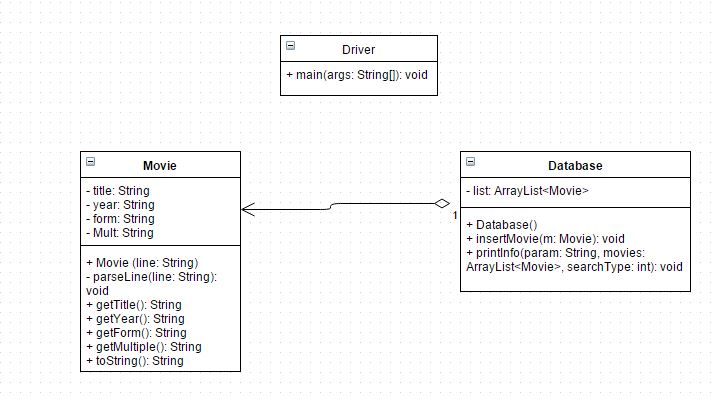 Driver
+ main(args: String[]): void
Movie
- title: String
- year: String
- form: String
- Mult: String
+ Movie (line: String)
- parseLine(line: String):
void
+ getTitle(): String
+ getYear(): String
+ getForm(): String
+ getMultiple(): String
+ toString(): String
1
Database
- list: ArrayList<Movie>
+ Database()
+ insertMovie(m: Movie): void
+ printInfo(param: String, movies:
ArrayList<Movie>, searchType: int): void